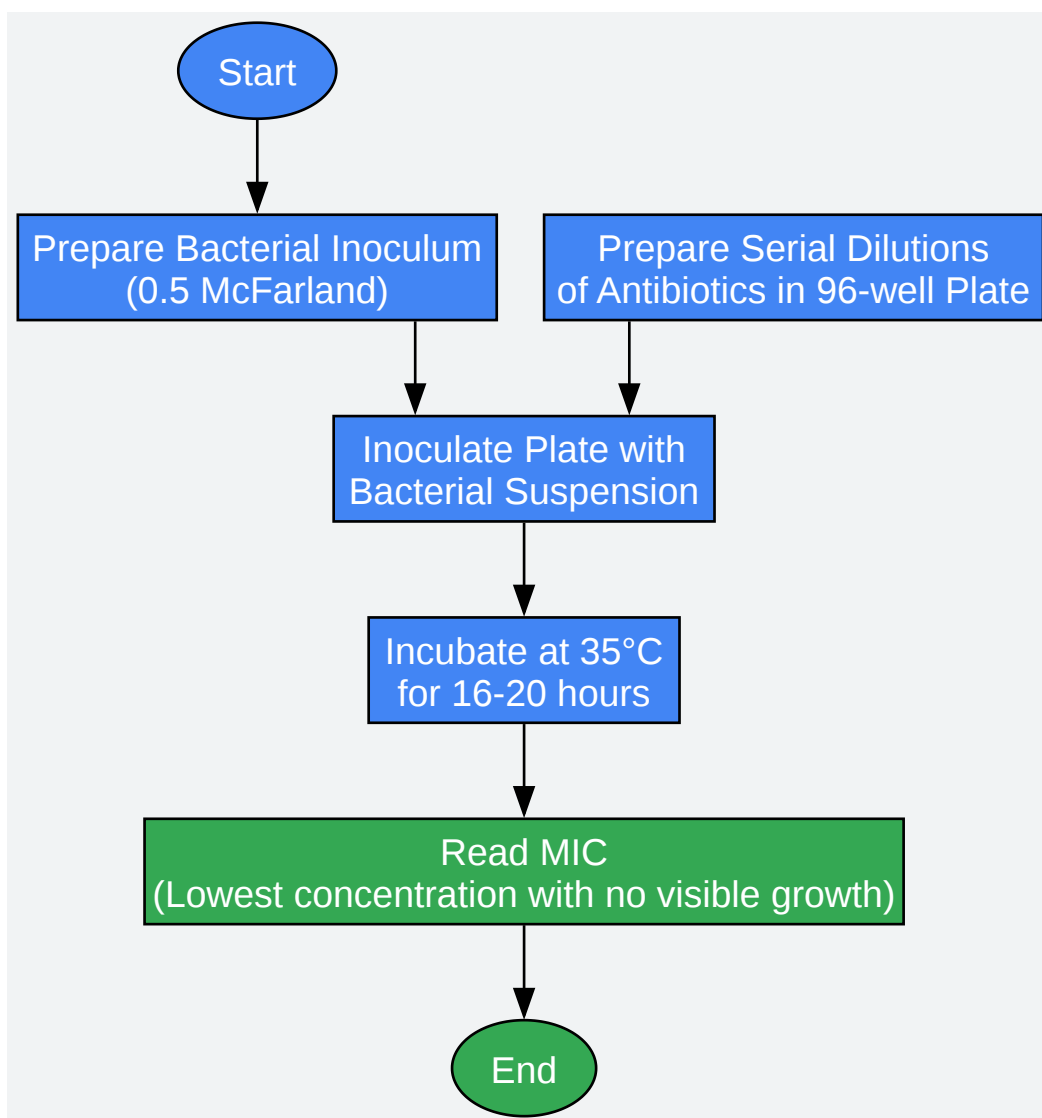 Start
Prepare Bacterial Inoculum
(0.5 McFarland)
Prepare Serial Dilutions
of Antibiotics in 96-well Plate
Inoculate Plate with
Bacterial Suspension
Incubate at 35°C
for 16-20 hours
Read MIC
(Lowest concentration with no visible growth)
End